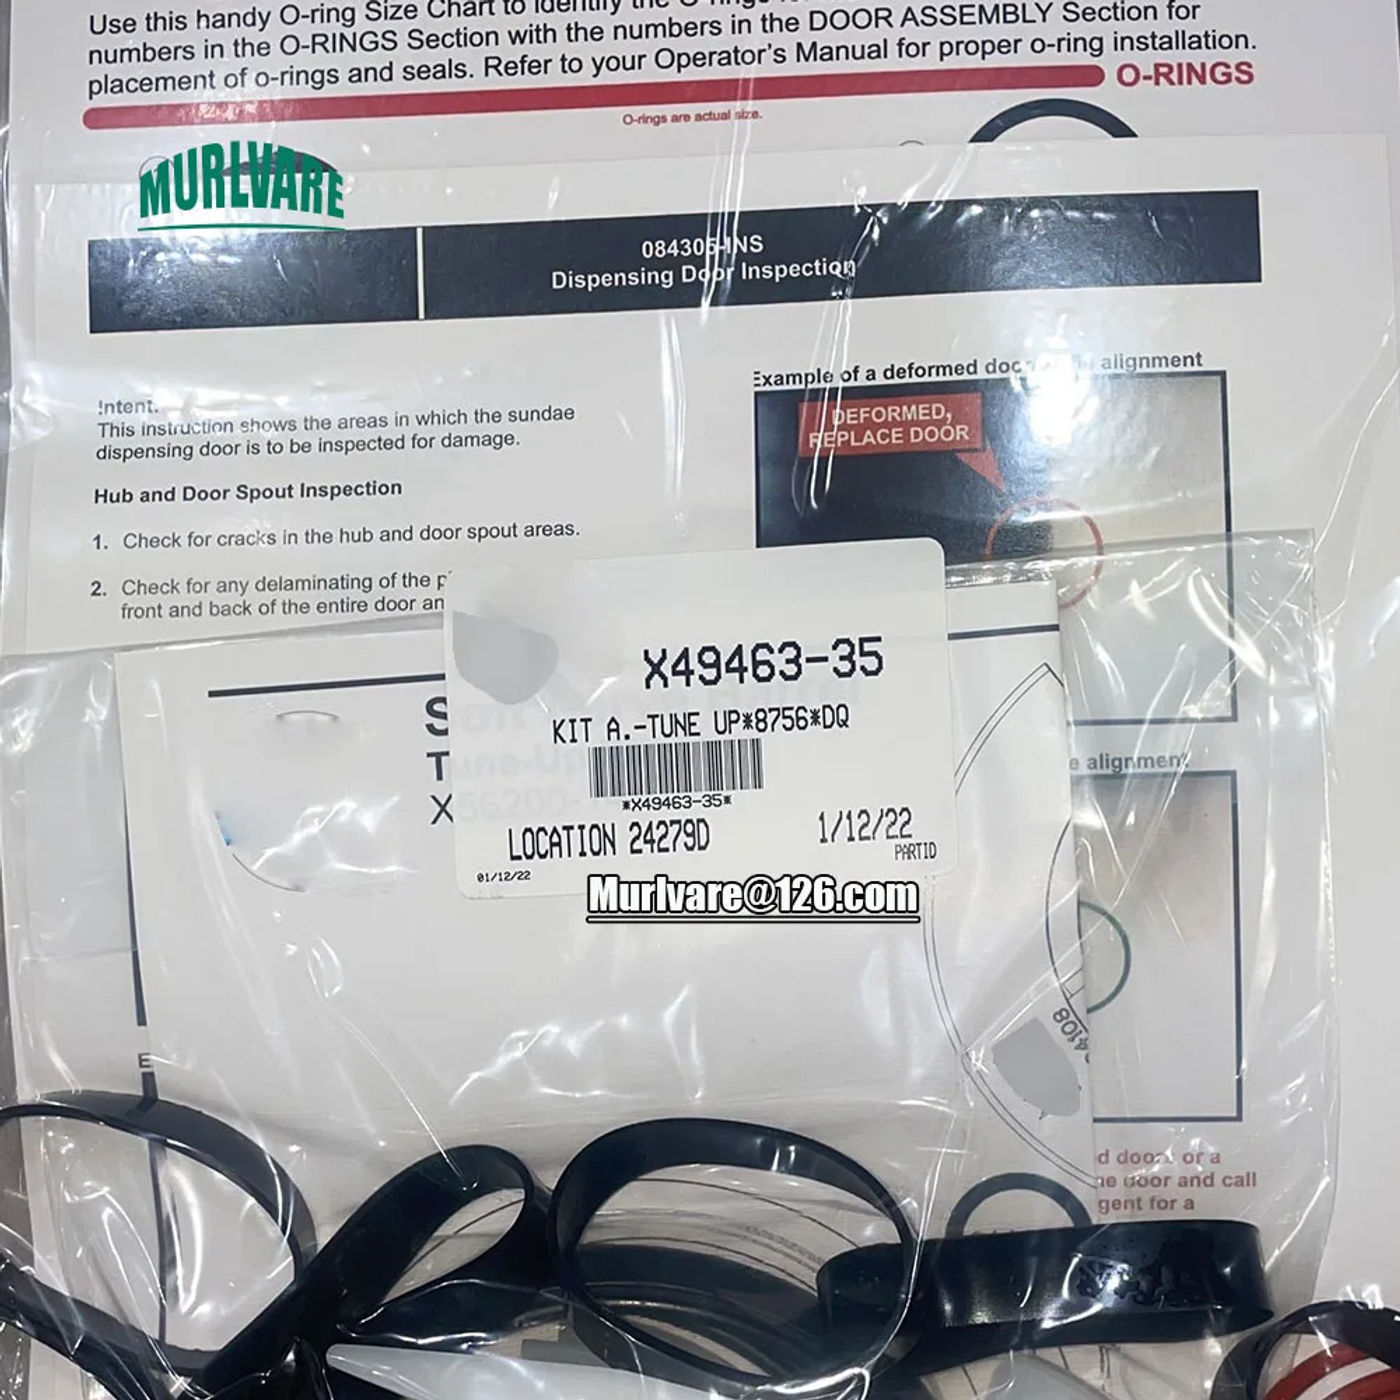 Use this handy O-ring Size Chart to identify the O-
numbers in the O-RINGS Section with the numbers in the DOOR ASSEMBLY Section for
placement of o-rings and seals. Refer to your Operator's Manual for proper o-ring installation.
O-RINGS
O-rings are actual size.
MURLVARE
084305-INS
Dispensing Door Inspection
Example of a deformed alignment
DEFORMED,
REPLACE DOOR
Intent:
This instruction shows the areas in which the sundae
dispensing door is to be inspected for damage.
Hub and Door Spout Inspection
1. Check for cracks in the hub and door spout areas.
2. Check for any delaminating of the
front and back of the entire door
X49463-35
KIT A.-TUNE UP*8756*DQ
*X49463-35*
LOCATION 24279D
1/12/22
PARTID
01/12/22
Murlvare@126.com
X56200-
e alignment
E
d door or a
he door and call
gent for a